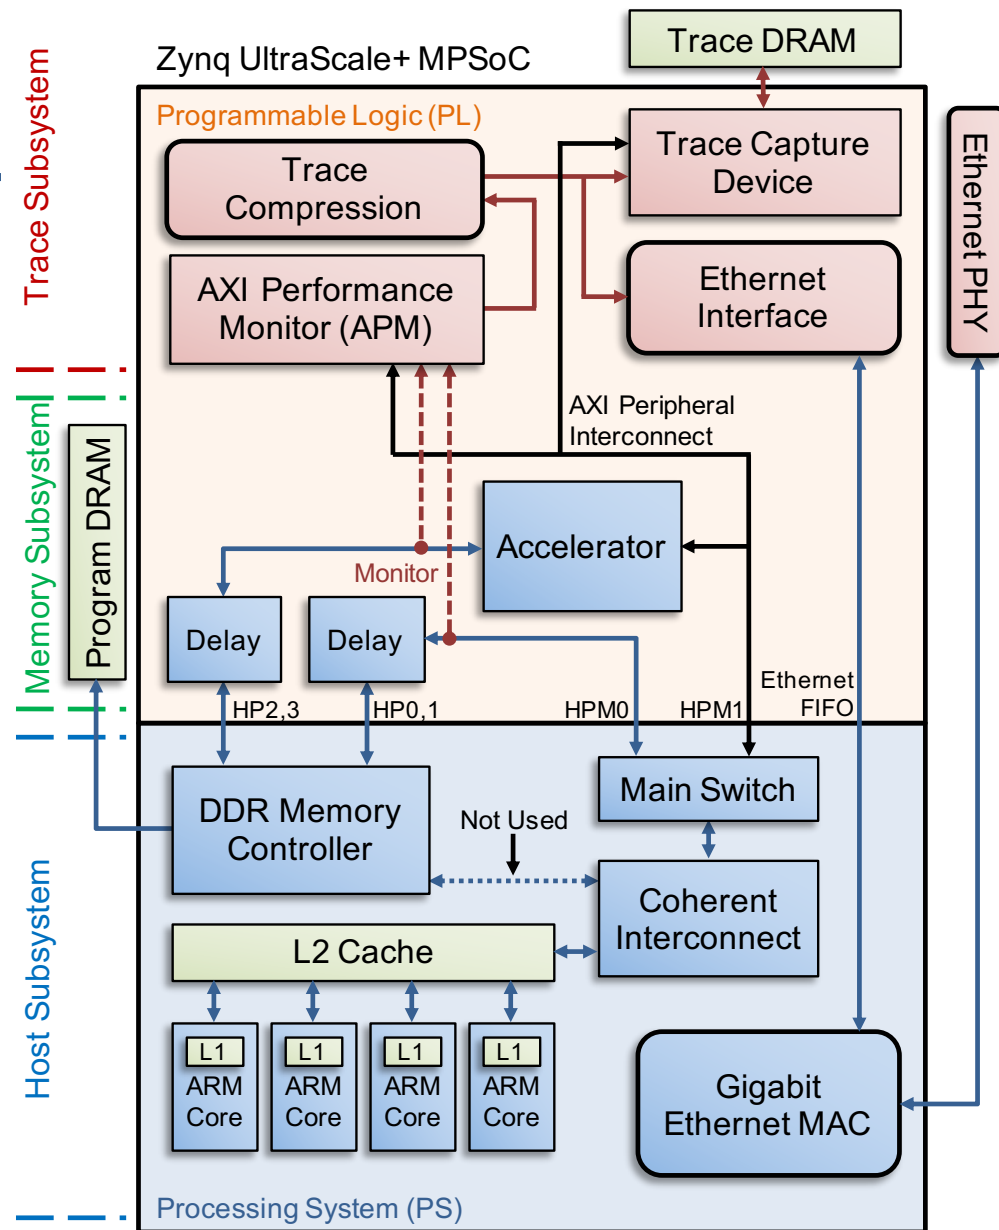 Trace DRAM
Zynq UltraScale+ MPSoC
Trace Subsystem
Programmable Logic (PL)
Trace
Compression
Trace Capture
Device
Ethernet PHY
AXI Performance
Monitor (APM)
Ethernet
Interface
AXI Peripheral
Interconnect
Memory Subsystem
Program DRAM
Accelerator
Monitor
Delay
Delay
Ethernet
FIFO
HP2,3
HP0,1
HPM0
HPM1
Host Subsystem
DDR Memory
Controller
Main Switch
Not Used
Coherent
Interconnect
L2 Cache
L1
ARM
Core
L1
ARM
Core
L1
ARM
Core
L1
ARM
Core
Gigabit
Ethernet MAC
Processing System (PS)